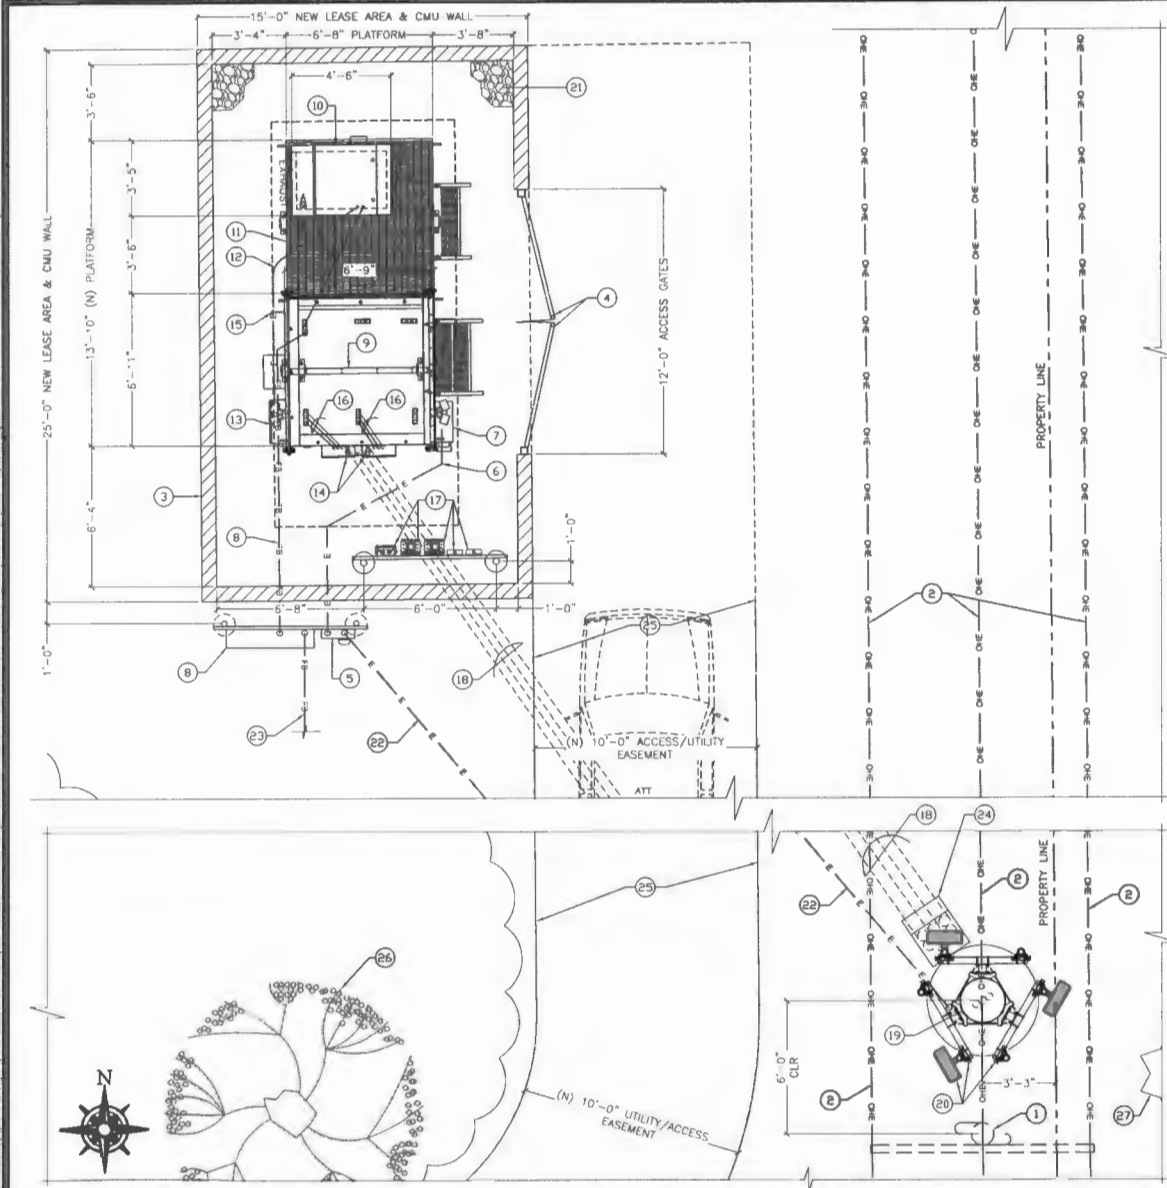 15'-0" NEW LEASE AREA & CMU WALL
3'-4" 6'-8" PLATFORM 3'-8"
4'-6"
21
10
3'-6"
EXHAUST
3'-5"
11
12
6'-9"
3'-6"
25'-0" NEW LEASE AREA & CMU WALL
13'-10" (N) PLATFORM
15
4
9
12'-0" ACCESS GATES
6'-11"
16 16
13
7
6
14
3
17
6'-4"
8
1'-0"
6'-8" 6'-0" 1'-0"
1'-0"
25
8
5
18
23
22
(N) 10'-0" ACCESS/UTILITY
EASEMENT
ATT
OHE OHE OHE
PROPERTY LINE
2
18 24
2
PROPERTY LINE
25
22
2
E E E
26
19
6'-0"
CLR
3'-3"
20
2
1
27
N
(N) 10'-0" UTILITY/ACCESS
EASEMENT